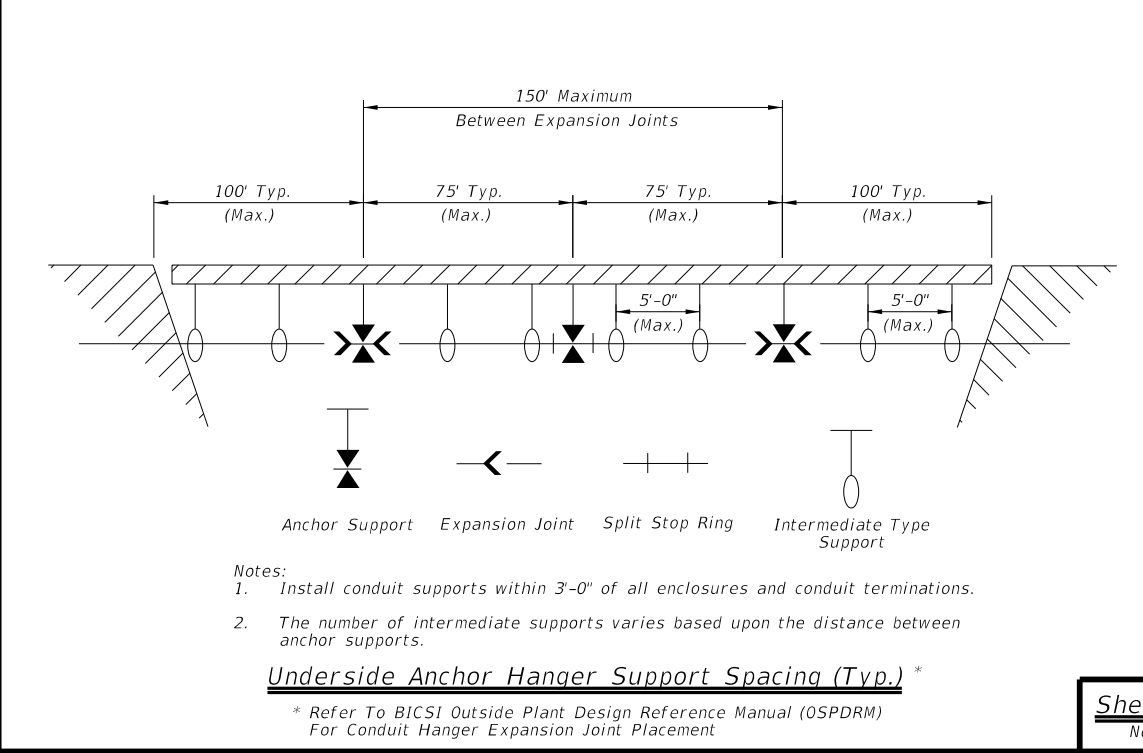 150' Maximum
Between Expansion Joints
100' Typ.
(Max.)
75' Typ.
(Max.)
75' Typ.
(Max.)
100' Typ.
(Max.)
5'-0"
(Max.)
5'-0"
(Max.)
Anchor Support
Expansion Joint
Split Stop Ring
Intermediate Type
Support
Notes:
1. Install conduit supports within 3'-0" of all enclosures and conduit terminations.
2. The number of intermediate supports varies based upon the distance between
anchor supports.
Underside Anchor Hanger Support Spacing (Typ.) *
* Refer To BICSI Outside Plant Design Reference Manual (OSPDRM)
For Conduit Hanger Expansion Joint Placement